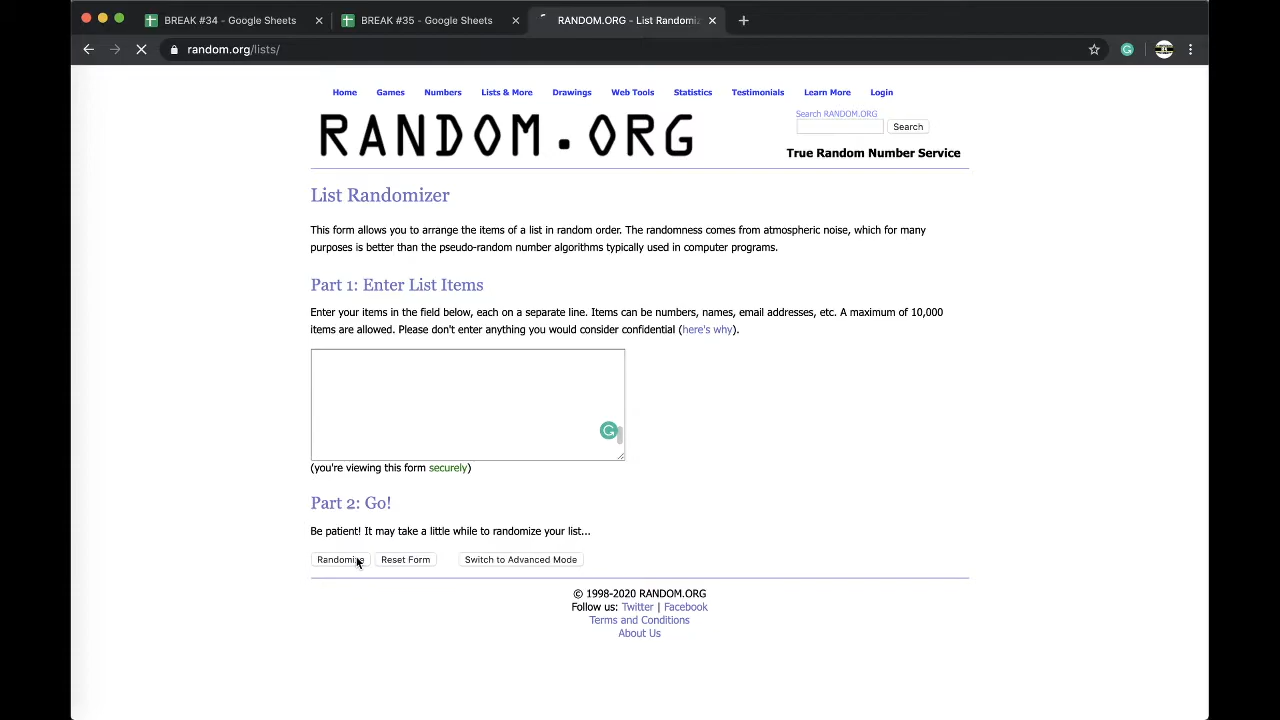 BREAK #34 - Google Sheets
BREAK #35 - Google Sheets
RANDOM.ORG - List Randomiz
random.org/lists/
Home Games Numbers Lists & More Drawings Web Tools Statistics Testimonials Learn More Login
RANDOM.ORG
Search RANDOM.ORG
Search
True Random Number Service
List Randomizer
This form allows you to arrange the items of a list in random order. The randomness comes from atmospheric noise, which for many
purposes is better than the pseudo-random number algorithms typically used in computer programs.
Part 1: Enter List Items
Enter your items in the field below, each on a separate line. Items can be numbers, names, email addresses, etc. A maximum of 10,000
items are allowed. Please don't enter anything you would consider confidential (here's why).
(you're viewing this form securely)
Part 2: Go!
Be patient! It may take a little while to randomize your list...
Randomize Reset Form Switch to Advanced Mode
© 1998-2020 RANDOM.ORG
Follow us: Twitter | Facebook
Terms and Conditions
About Us